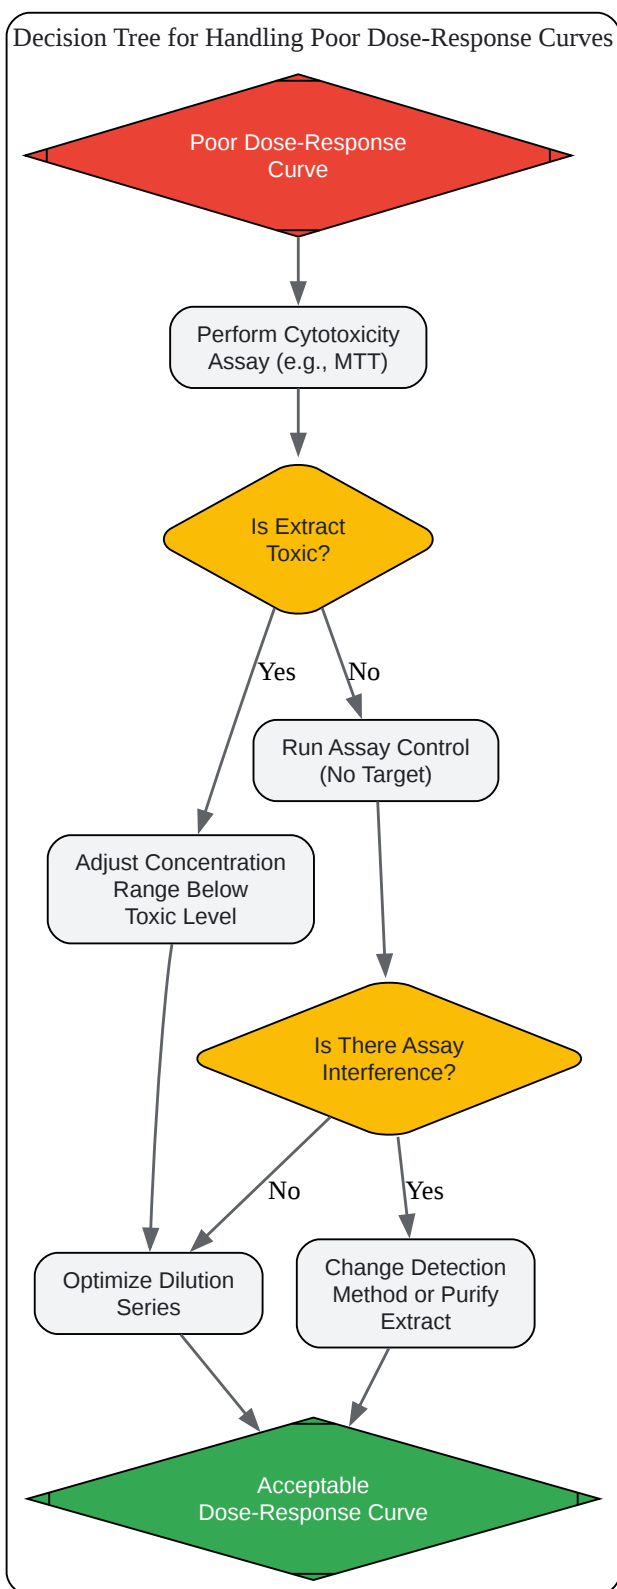 Decision Tree for Handling Poor Dose-Response Curves
Poor Dose-Response
Curve
Perform Cytotoxicity
Assay (e.g., MTT)
Is Extract
Toxic?
Yes
No
Run Assay Control
(No Target)
Adjust Concentration
Range Below
Toxic Level
Is There Assay
Interference?
No
Yes
Optimize Dilution
Series
Change Detection
Method or Purify
Extract
Acceptable
Dose-Response Curve